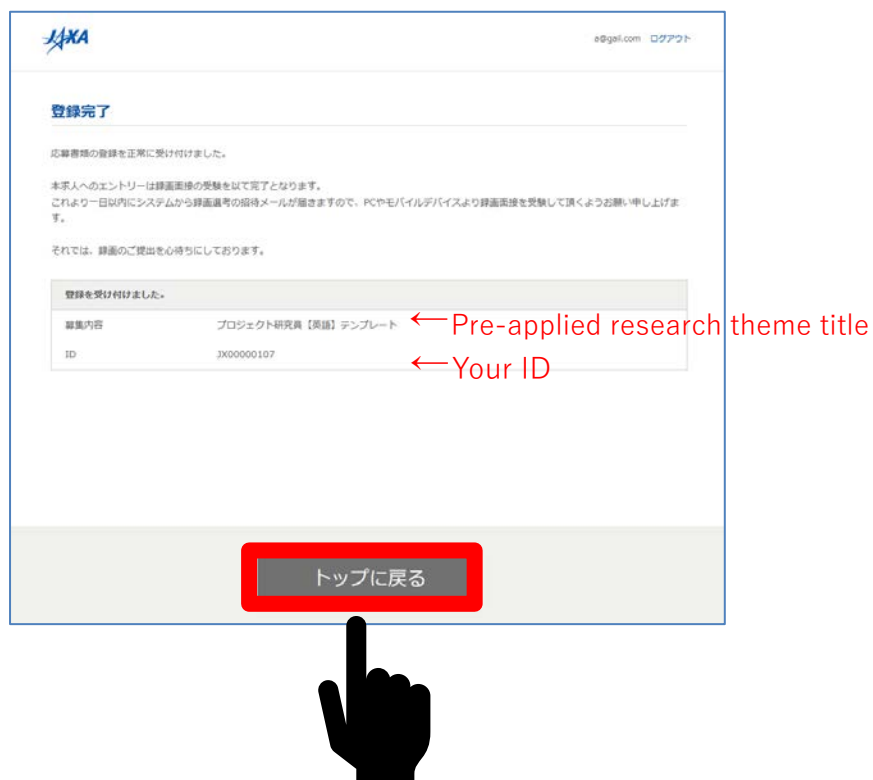 JAXA
a@gail.com ログアウト
登録完了
応募書類の登録を正常に受け付けました。
本求人へのエントリーは録画面接の受験を以て完了となります。
これより一日以内にシステムから録画選考の招待メールが届きますので、PCやモバイルデバイスより録画面接を受験して頂くようお願い申し上げま
す。
それでは、録画のご提出を心待ちにしております。
登録を受け付けました。
募集内容 プロジェクト研究員【英語】テンプレート ←Pre-applied research theme title
ID JX00000107 ←Your ID
トップに戻る